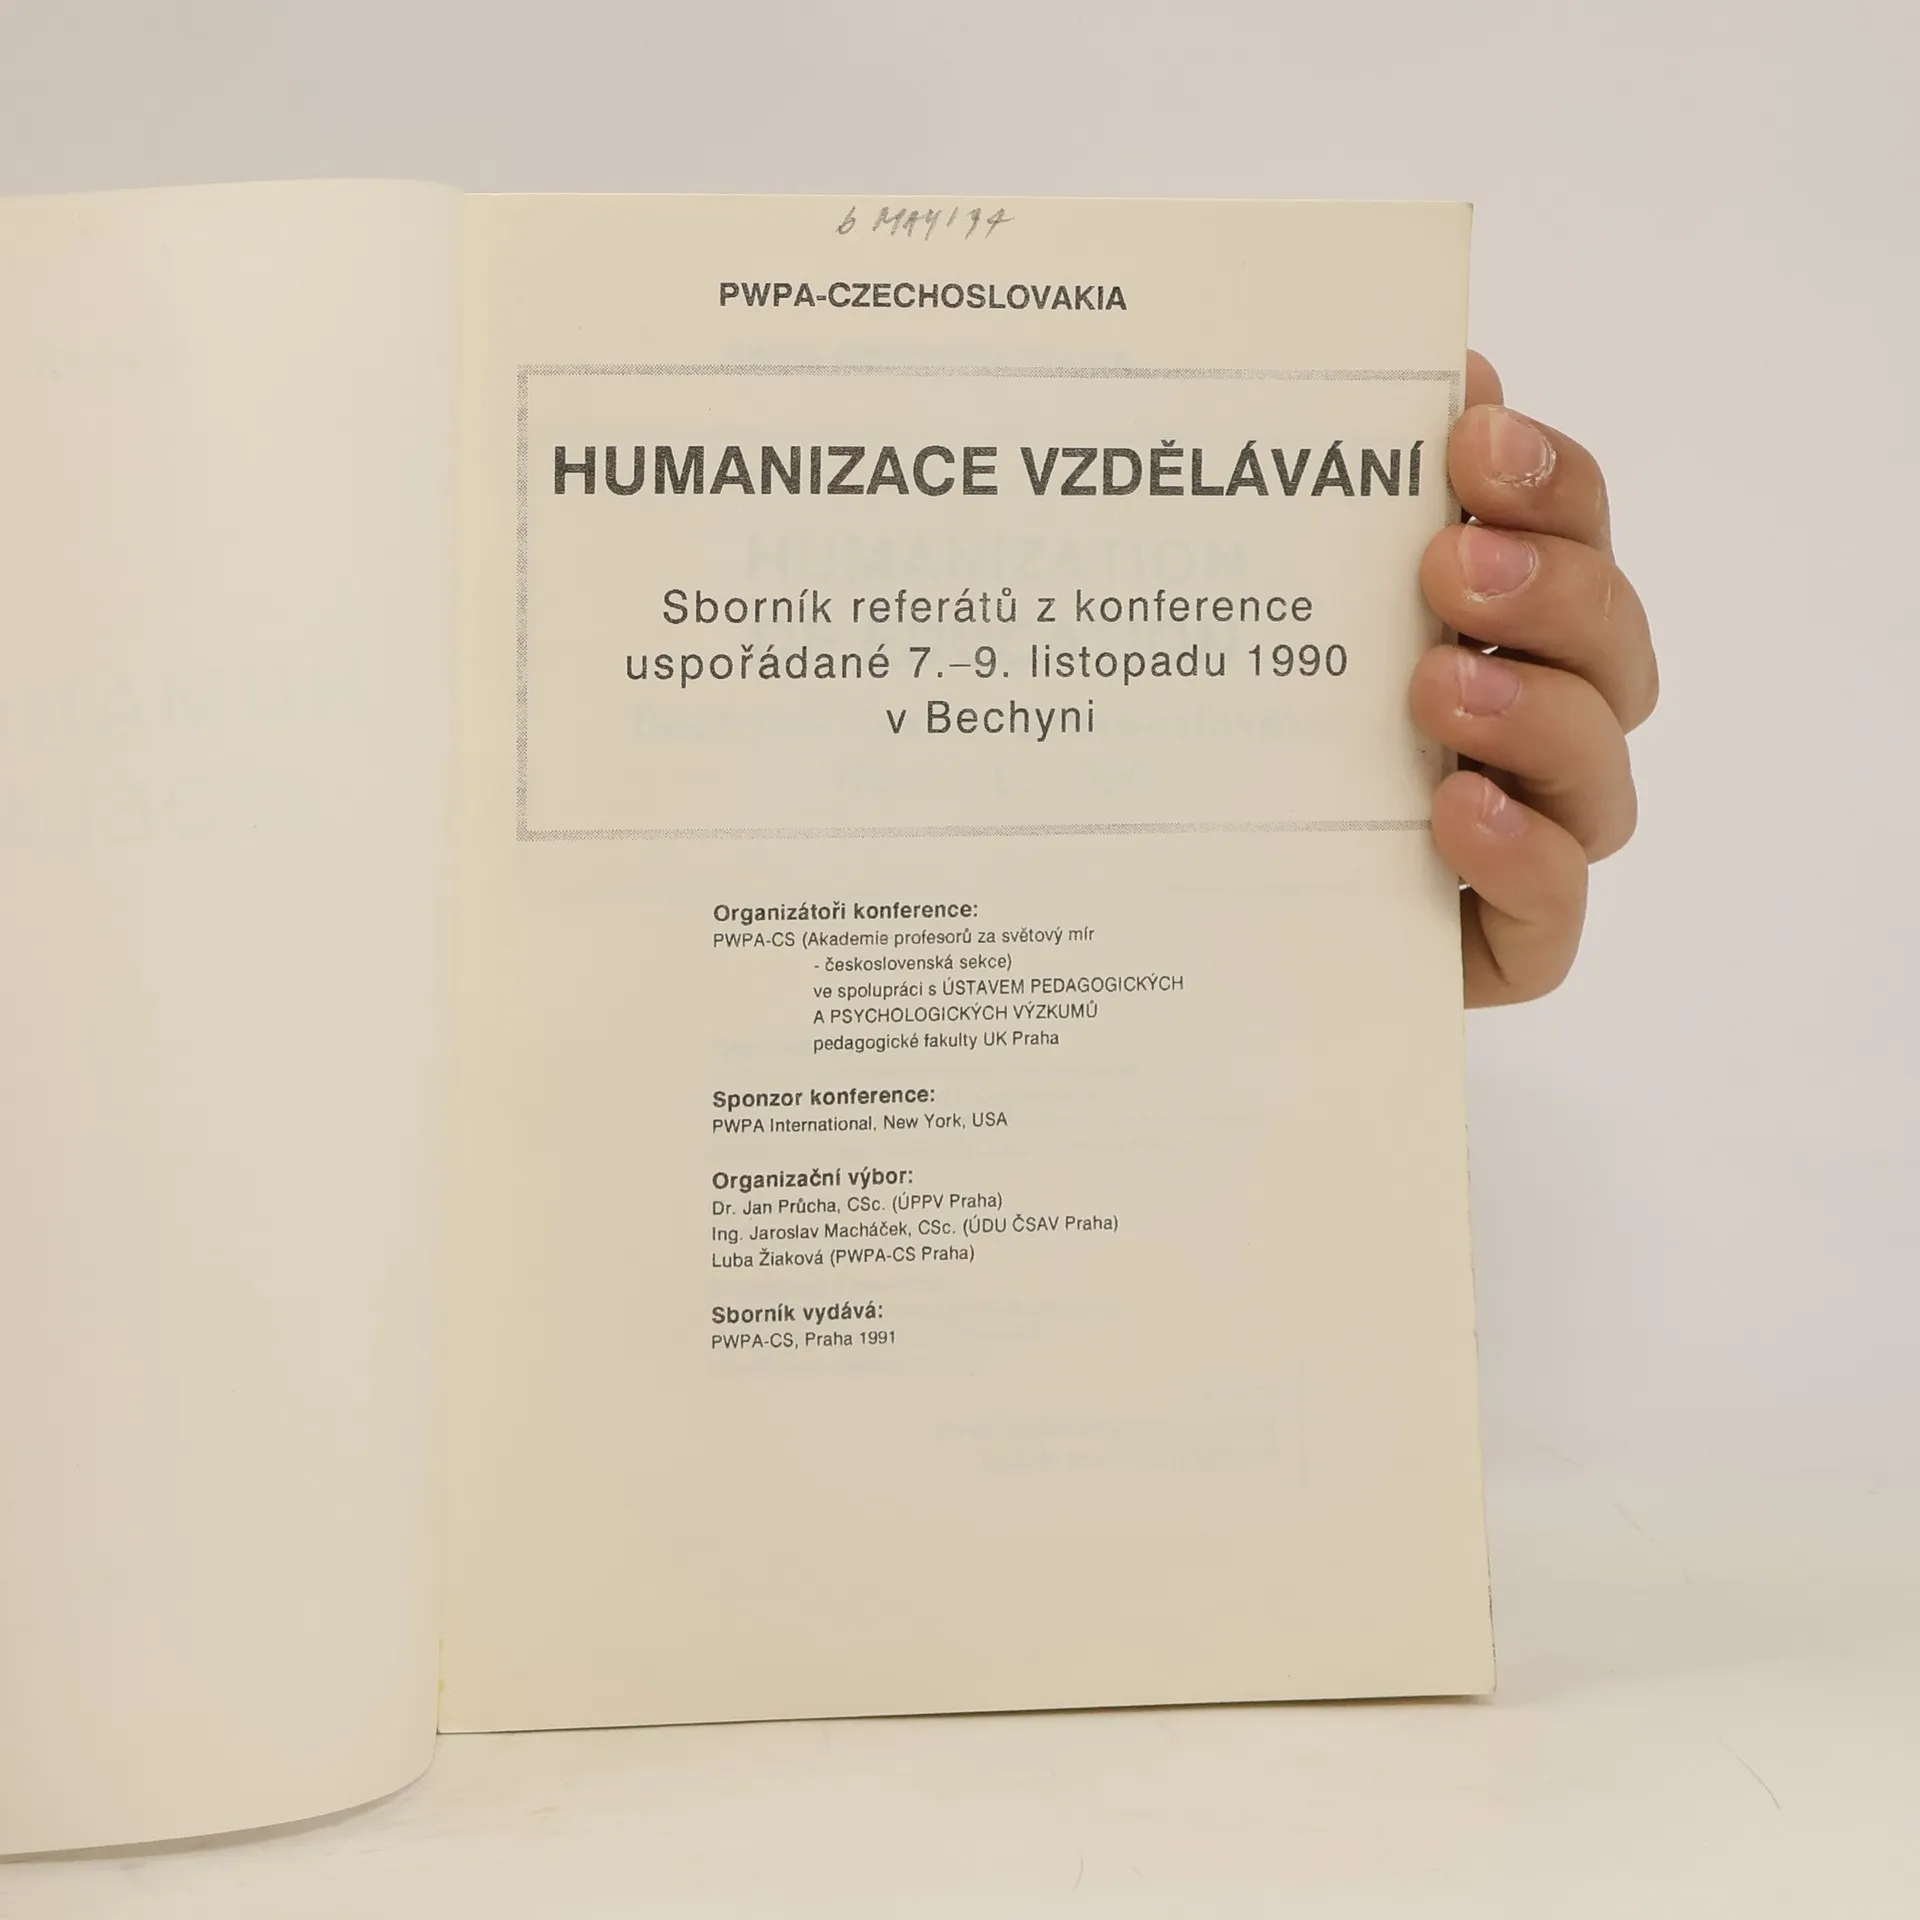 6 MAY '94
PWPA-CZECHOSLOVAKIA
HUMANIZACE VZDĚLÁVÁNÍ
Sborník referátů z konference
uspořádané 7.–9. listopadu 1990
v Bechyni
Organizátoři konference:
PWPA-CS (Akademie profesorů za světový mír
- československá sekce)
ve spolupráci s ÚSTAVEM PEDAGOGICKÝCH
A PSYCHOLOGICKÝCH VÝZKUMŮ
pedagogické fakulty UK Praha
Sponzor konference:
PWPA International, New York, USA
Organizační výbor:
Dr. Jan Průcha, CSc. (ÚPPV Praha)
Ing. Jaroslav Macháček, CSc. (ÚDU ČSAV Praha)
Luba Žiaková (PWPA-CS Praha)
Sborník vydává:
PWPA-CS, Praha 1991